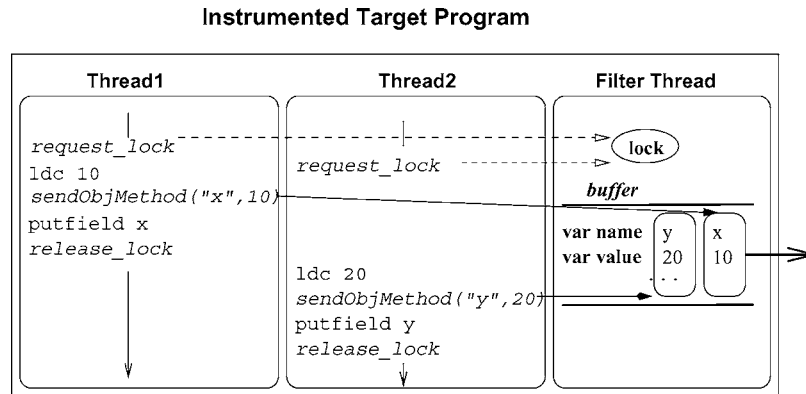 Instrumented Target Program
Thread1
request_lock
ldc 10
sendObjMethod("x",10)
putfield x
release_lock
Thread2
request_lock
ldc 20
sendObjMethod("y",20)
putfield y
release_lock
Filter Thread
lock
buffer
var name y x
var value 20 10
. . .